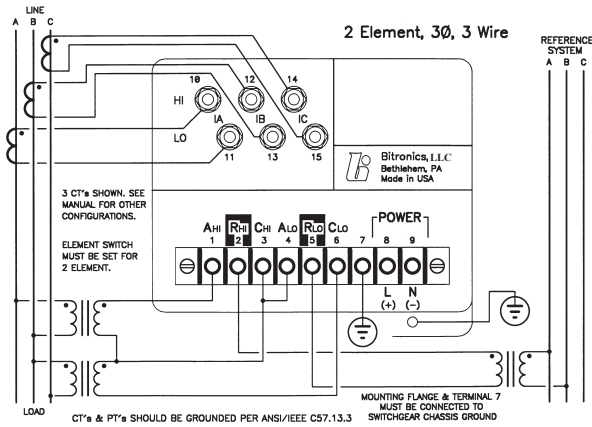 LINE
A B C
2 Element, 3Ø, 3 Wire
REFERENCE
SYSTEM
A B C
10 12 14
HI
IA IB IC
LO
11 13 15
Bitronics, LLC
Bethlehem, PA
Made in USA
3 CT's SHOWN. SEE
MANUAL FOR OTHER
CONFIGURATIONS.
ELEMENT SWITCH
MUST BE SET FOR
2 ELEMENT.
POWER
AHI RHI CHI ALO RLO CLO
1 2 3 4 5 6 7 8 9
L N
(+) (-)
MOUNTING FLANGE & TERMINAL 7
MUST BE CONNECTED TO
SWITCHGEAR CHASSIS GROUND
LOAD
CT's & PT's SHOULD BE GROUNDED PER ANSI/IEEE C57.13.3